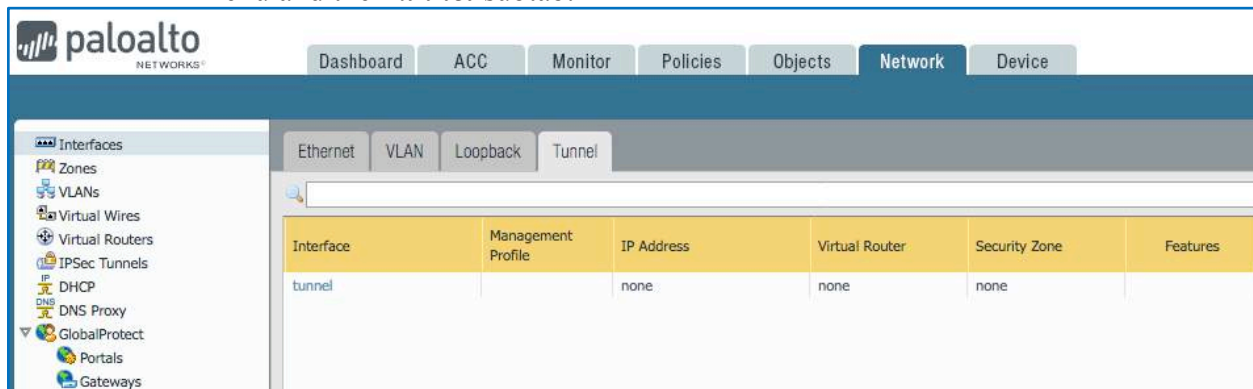 paloalto
NETWORKS®
Dashboard ACC Monitor Policies Objects Network Device
Interfaces
Zones
VLANs
Virtual Wires
Virtual Routers
IPSec Tunnels
DHCP
DNS Proxy
GlobalProtect
Portals
Gateways
Ethernet VLAN Loopback Tunnel
Interface Management Profile IP Address Virtual Router Security Zone Features
tunnel none none none